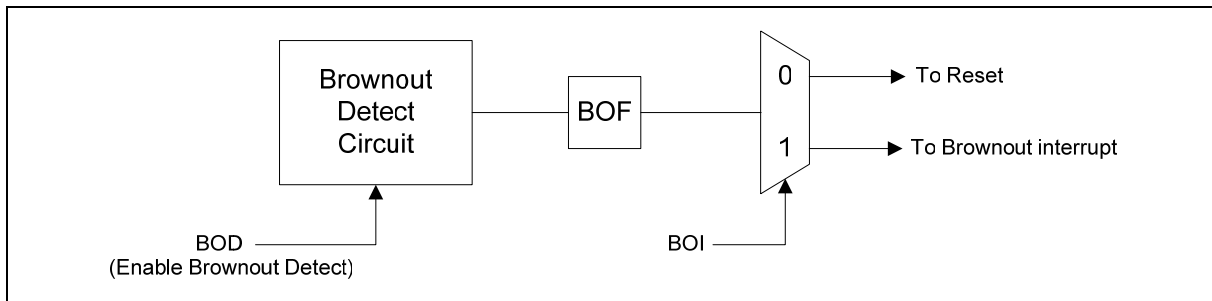 Brownout
Detect
Circuit
BOF
0
1
To Reset
To Brownout interrupt
BOD
(Enable Brownout Detect)
BOI